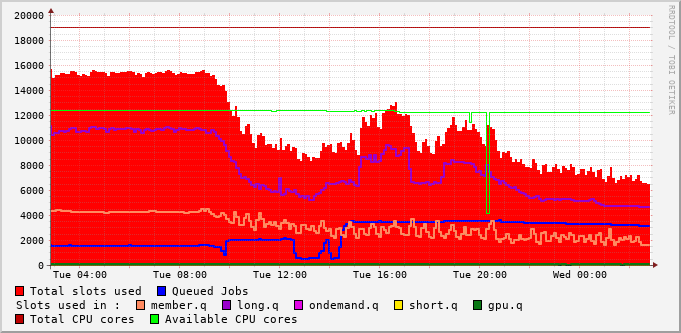 20000
18000
16000
14000
12000
10000
8000
6000
4000
2000
0
Tue 04:00 Tue 08:00 Tue 12:00 Tue 16:00 Tue 20:00 Wed 00:00
Total slots used Queued Jobs
Slots used in : member.q long.q ondemand.q short.q gpu.q
Total CPU cores Available CPU cores
RRDTOOL / TOBI OETIKER